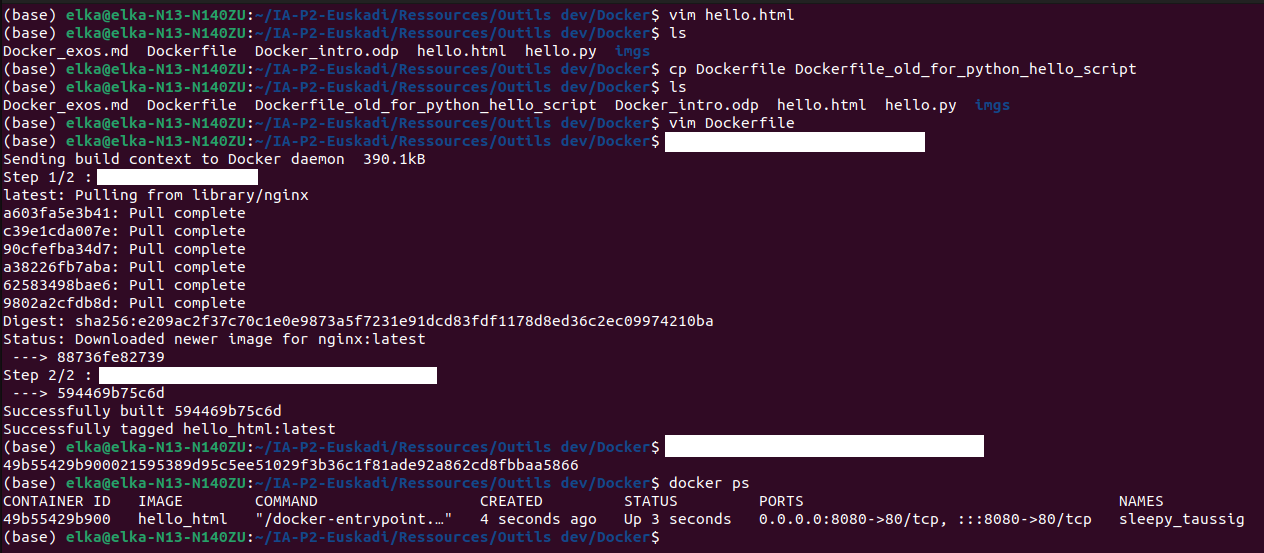 (base) elka@elka-N13-N140ZU:~/IA-P2-Euskadi/Ressources/Outils dev/Docker$ vim hello.html
(base) elka@elka-N13-N140ZU:~/IA-P2-Euskadi/Ressources/Outils dev/Docker$ ls
Docker_exos.md  Dockerfile  Docker_intro.odp  hello.html  hello.py  imgs
(base) elka@elka-N13-N140ZU:~/IA-P2-Euskadi/Ressources/Outils dev/Docker$ cp Dockerfile Dockerfile_old_for_python_hello_script
(base) elka@elka-N13-N140ZU:~/IA-P2-Euskadi/Ressources/Outils dev/Docker$ ls
Docker_exos.md  Dockerfile  Dockerfile_old_for_python_hello_script  Docker_intro.odp  hello.html  hello.py  imgs
(base) elka@elka-N13-N140ZU:~/IA-P2-Euskadi/Ressources/Outils dev/Docker$ vim Dockerfile
(base) elka@elka-N13-N140ZU:~/IA-P2-Euskadi/Ressources/Outils dev/Docker$
Sending build context to Docker daemon  390.1kB
Step 1/2 :
latest: Pulling from library/nginx
a603fa5e3b41: Pull complete
c39e1cda007e: Pull complete
90cfefba34d7: Pull complete
a38226fb7aba: Pull complete
62583498bae6: Pull complete
9802a2cfdb8d: Pull complete
Digest: sha256:e209ac2f37c70c1e0e9873a5f7231e91dcd83fdf1178d8ed36c2ec09974210ba
Status: Downloaded newer image for nginx:latest
 ---> 88736fe82739
Step 2/2 :
 ---> 594469b75c6d
Successfully built 594469b75c6d
Successfully tagged hello_html:latest
(base) elka@elka-N13-N140ZU:~/IA-P2-Euskadi/Ressources/Outils dev/Docker$
49b55429b900021595389d95c5ee51029f3b36c1f81ade92a862cd8fbbaa5866
(base) elka@elka-N13-N140ZU:~/IA-P2-Euskadi/Ressources/Outils dev/Docker$ docker ps
CONTAINER ID   IMAGE        COMMAND                  CREATED         STATUS         PORTS                                   NAMES
49b55429b900   hello_html   "/docker-entrypoint.…"   4 seconds ago   Up 3 seconds   0.0.0.0:8080->80/tcp, :::8080->80/tcp   sleepy_taussig
(base) elka@elka-N13-N140ZU:~/IA-P2-Euskadi/Ressources/Outils dev/Docker$